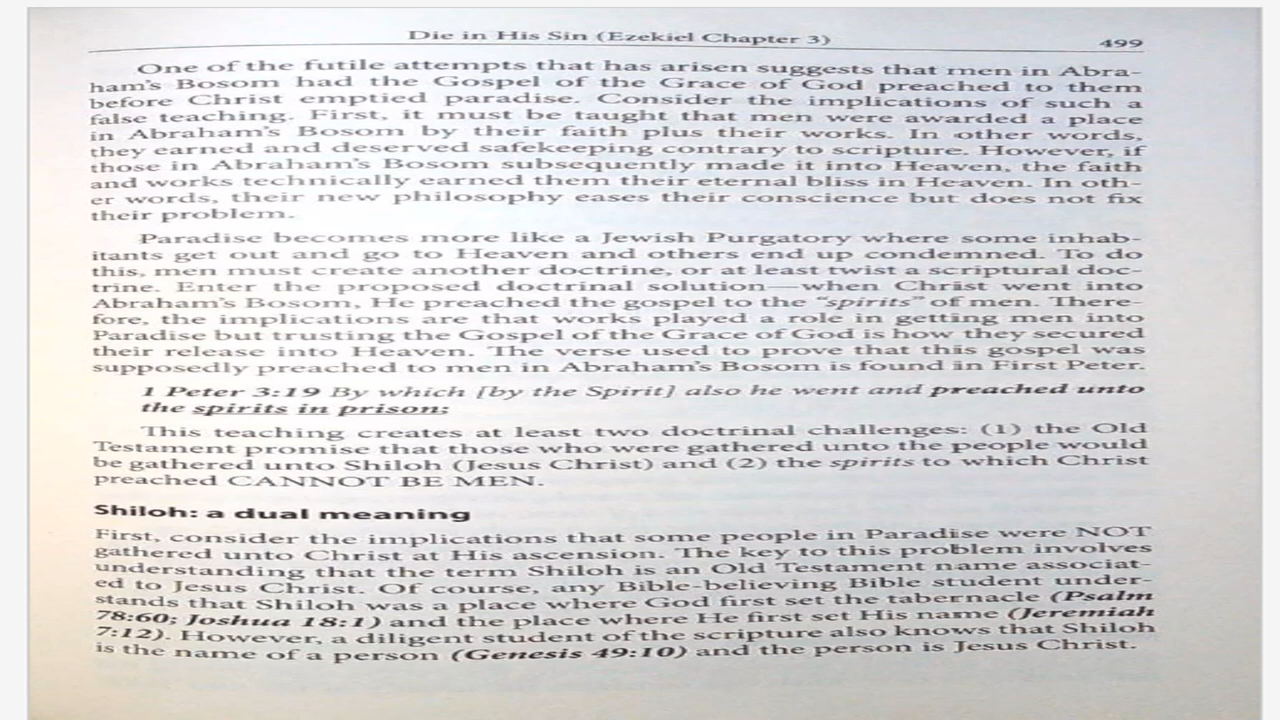 Die in His Sin (Ezekiel Chapter 3) 499
One of the futile attempts that has arisen suggests that men in Abra-
ham's Bosom had the Gospel of the Grace of God preached to them
before Christ emptied paradise. Consider the implications of such a
false teaching. First, it must be taught that men were awarded a place
in Abraham's Bosom by their faith plus their works. In other words,
they earned and deserved safekeeping contrary to scripture. However, if
those in Abraham's Bosom subsequently made it into Heaven, the faith
and works technically earned them their eternal bliss in Heaven. In oth-
er words, their new philosophy eases their conscience but does not fix
their problem.
Paradise becomes more like a Jewish Purgatory where some inhab-
itants get out and go to Heaven and others end up condemned. To do
this, men must create another doctrine, or at least twist a scriptural doc-
trine. Enter the proposed doctrinal solution—when Christ went into
Abraham's Bosom, He preached the gospel to the "spirits" of men. There-
fore, the implications are that works played a role in getting men into
Paradise but trusting the Gospel of the Grace of God is how they secured
their release into Heaven. The verse used to prove that this gospel was
supposedly preached to men in Abraham's Bosom is found in First Peter.
1 Peter 3:19 By which [by the Spirit] also he went and preached unto
the spirits in prison;
This teaching creates at least two doctrinal challenges: (1) the Old
Testament promise that those who were gathered unto the people would
be gathered unto Shiloh (Jesus Christ) and (2) the spirits to which Christ
preached CANNOT BE MEN.
Shiloh: a dual meaning
First, consider the implications that some people in Paradise were NOT
gathered unto Christ at His ascension. The key to this problem involves
understanding that the term Shiloh is an Old Testament name associat-
ed to Jesus Christ. Of course, any Bible-believing Bible student under-
stands that Shiloh was a place where God first set the tabernacle (Psalm
78:60; Joshua 18:1) and the place where He first set His name (Jeremiah
7:12). However, a diligent student of the scripture also knows that Shiloh
is the name of a person (Genesis 49:10) and the person is Jesus Christ.